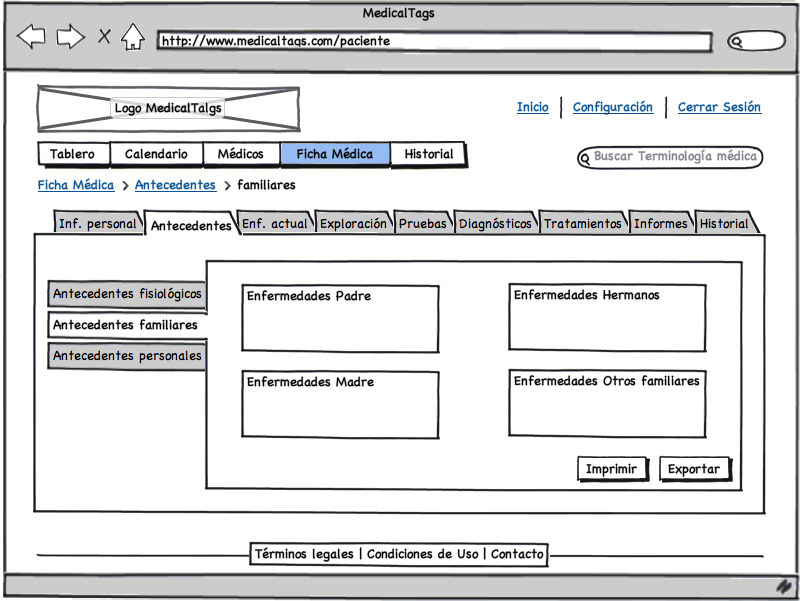 MedicalTags
http://www.medicaltags.com/paciente
Logo MedicalTalgs
Inicio | Configuración | Cerrar Sesión
Tablero Calendario Médicos Ficha Médica Historial
Buscar Terminología médica
Ficha Médica > Antecedentes > familiares
Inf. personal Antecedentes Enf. actual Exploración Pruebas Diagnósticos Tratamientos Informes Historial
Antecedentes fisiológicos
Antecedentes familiares
Antecedentes personales
Enfermedades Padre
Enfermedades Hermanos
Enfermedades Madre
Enfermedades Otros familiares
Imprimir Exportar
Términos legales | Condiciones de Uso | Contacto